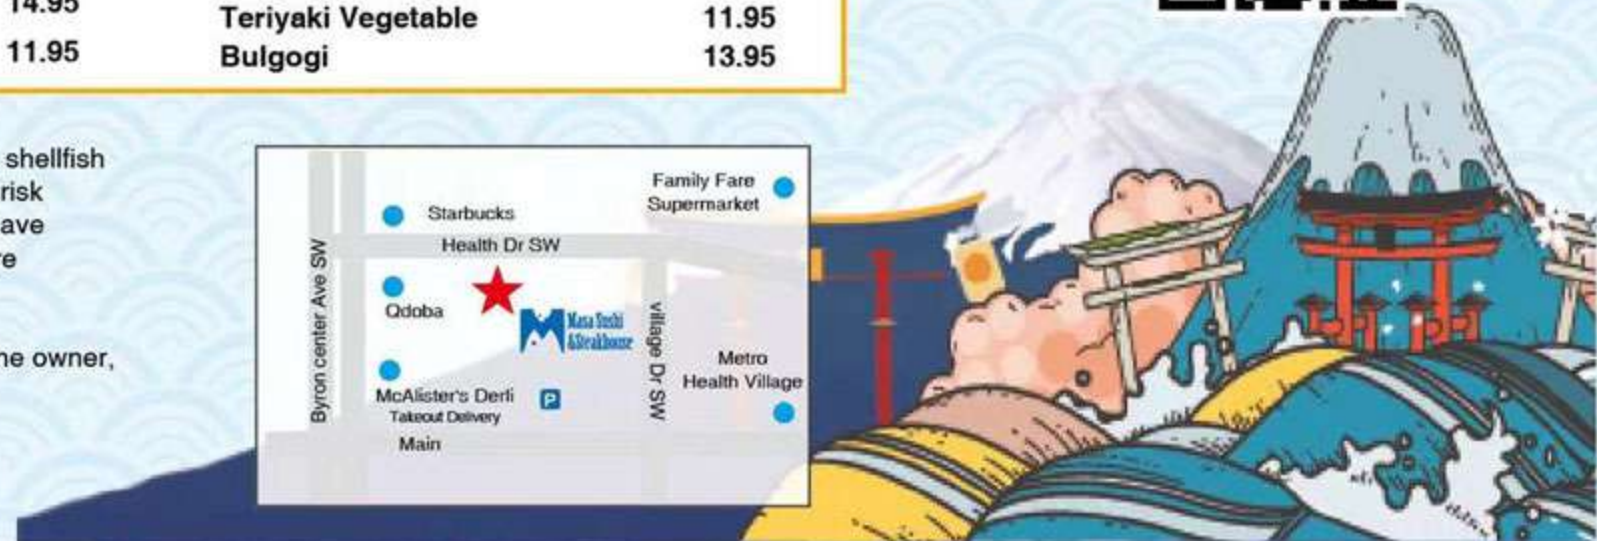 14.95
Teriyaki Vegetable 11.95
11.95
Bulgogi 13.95
shellfish
risk
ave
re
he owner,
Family Fare
Supermarket
Starbucks
Health Dr SW
Byron center Ave SW
Qdoba
Masa Sushi
&Steakhouse
village Dr SW
Metro
Health Village
McAlister's Derli
Takeout Delivery
P
Main